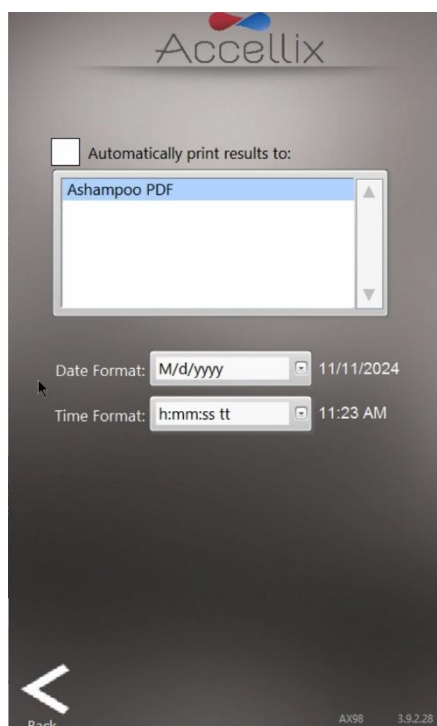 Accellix
Automatically print results to:
Ashampoo PDF
Date Format: M/d/yyyy 11/11/2024
Time Format: h:mm:ss tt 11:23 AM
Back
AX98 3.9.2.28